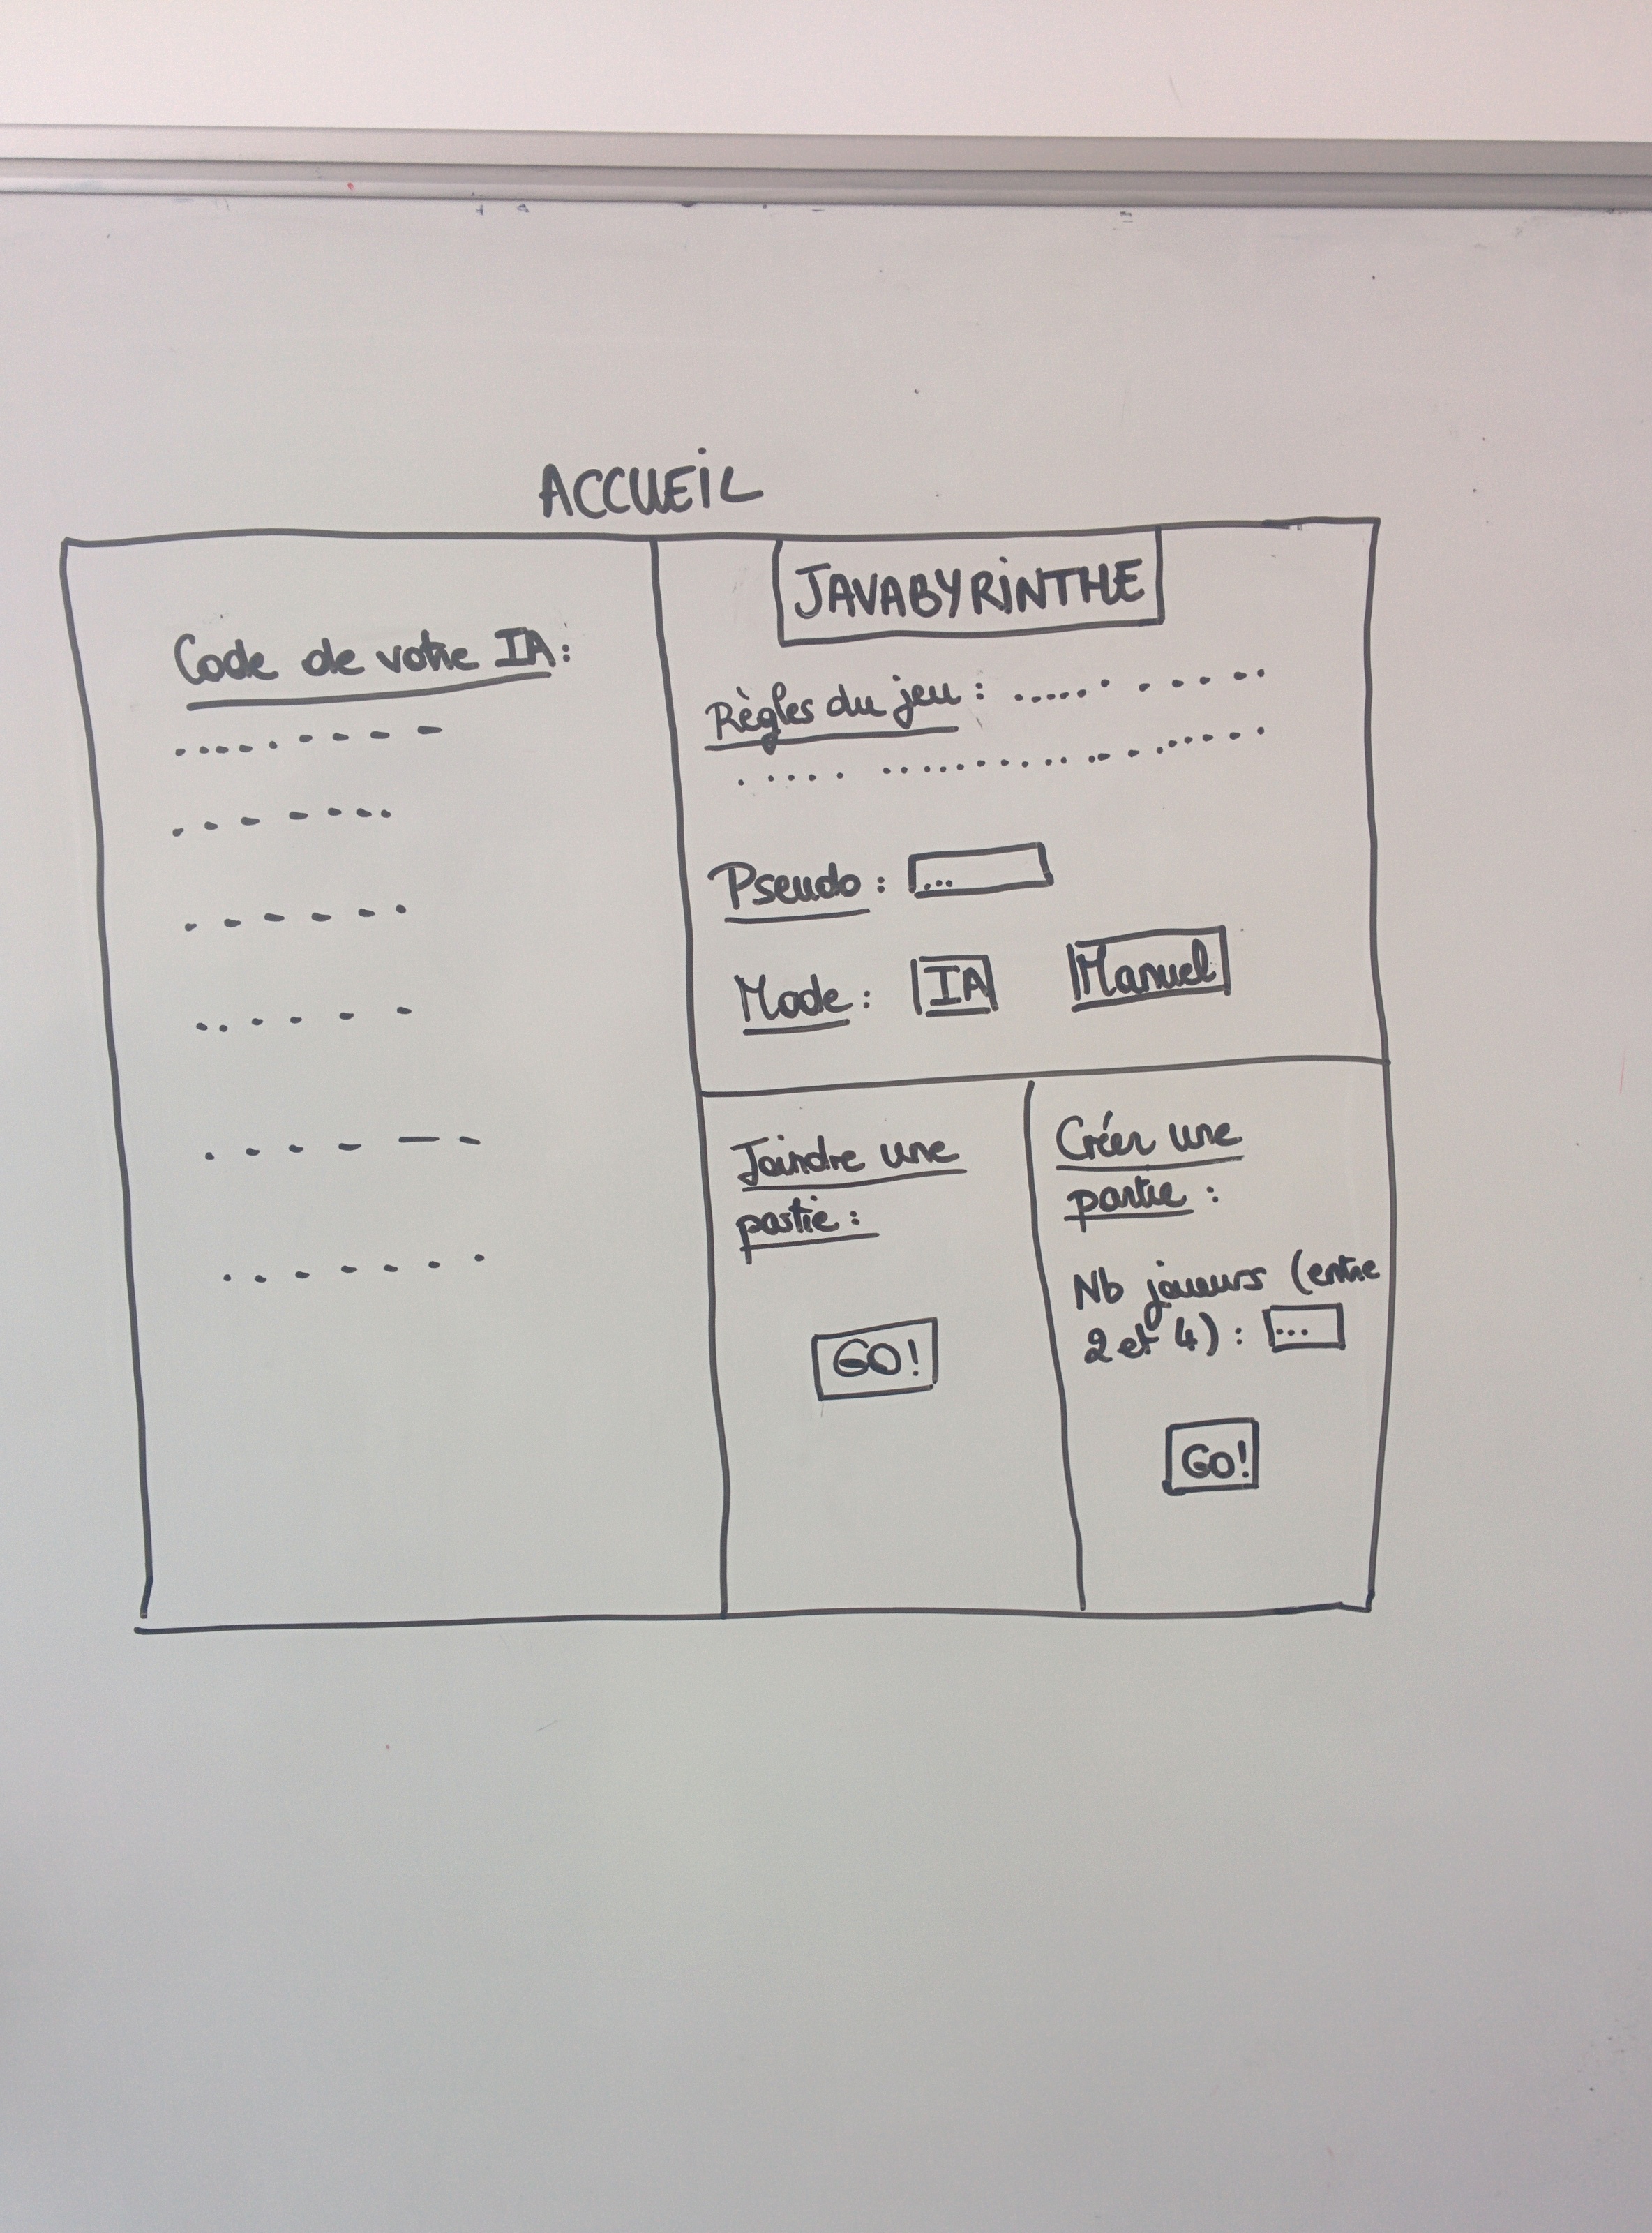 ACCUEIL
Code de votre IA :
JAVABYRINTHE
Règles du jeu :
Pseudo : ...
Mode : IA Manuel
Joindre une
partie :
GO!
Créer une
partie :
Nb joueurs (entre
2 et 4) : ...
GO!